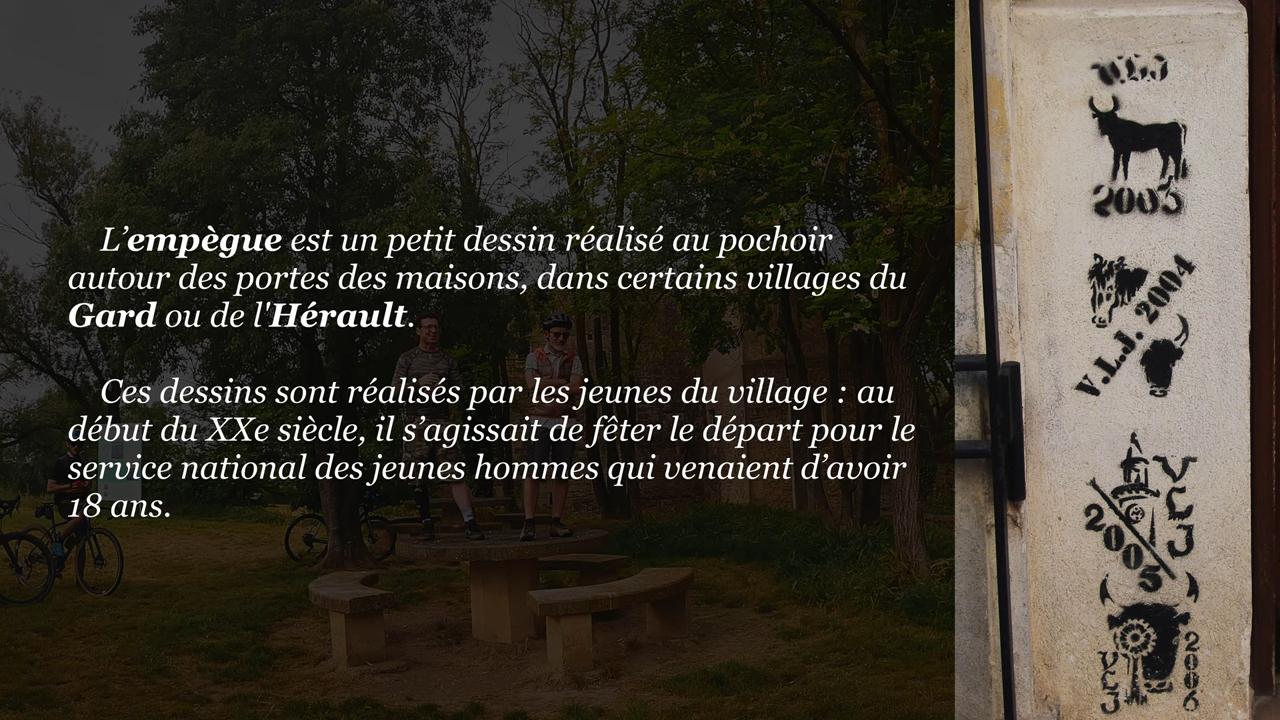 L’empègue est un petit dessin réalisé au pochoir
autour des portes des maisons, dans certains villages du
Gard ou de l'Hérault.
Ces dessins sont réalisés par les jeunes du village : au
début du XXe siècle, il s’agissait de fêter le départ pour le
service national des jeunes hommes qui venaient d’avoir
18 ans.
2003
V.L.J. 2004
VLJ
2005
VLJ
2006